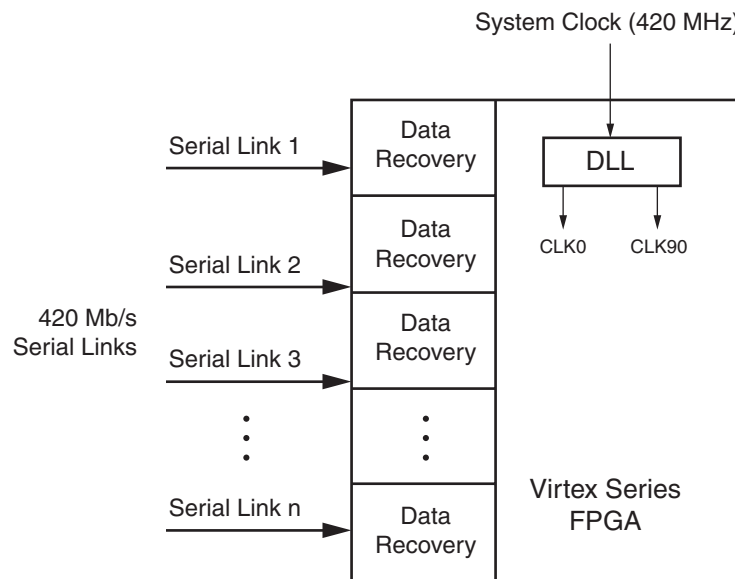 System Clock (420 MHz)
Data
Recovery
Serial Link 1
DLL
CLK0
CLK90
Data
Recovery
Serial Link 2
420 Mb/s
Serial Links
Data
Recovery
Serial Link 3
Serial Link n
Data
Recovery
Virtex Series
FPGA